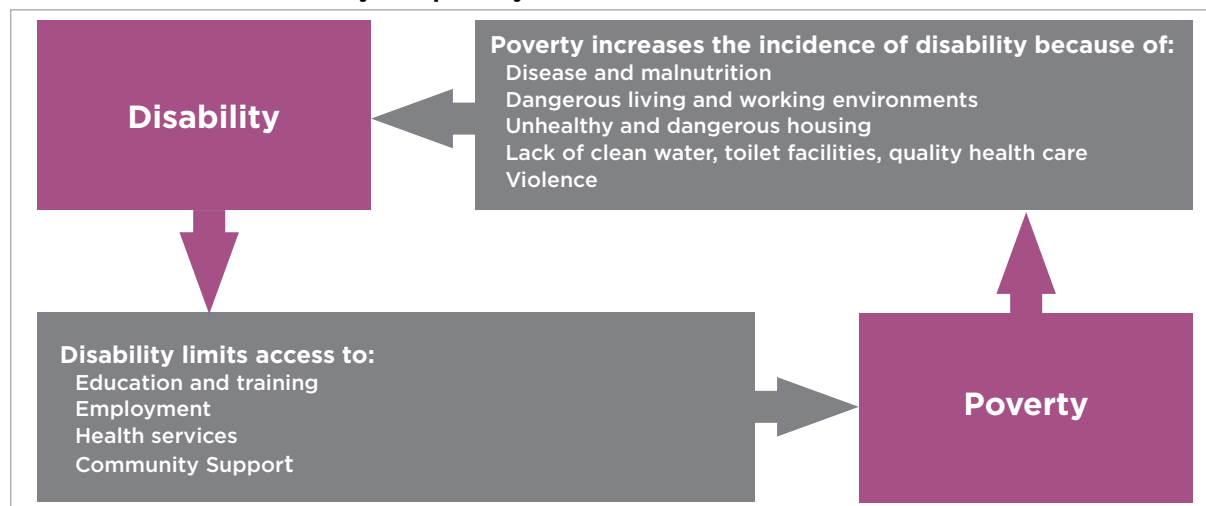 Disability
Poverty increases the incidence of disability because of:
Disease and malnutrition
Dangerous living and working environments
Unhealthy and dangerous housing
Lack of clean water, toilet facilities, quality health care
Violence
Disability limits access to:
Education and training
Employment
Health services
Community Support
Poverty